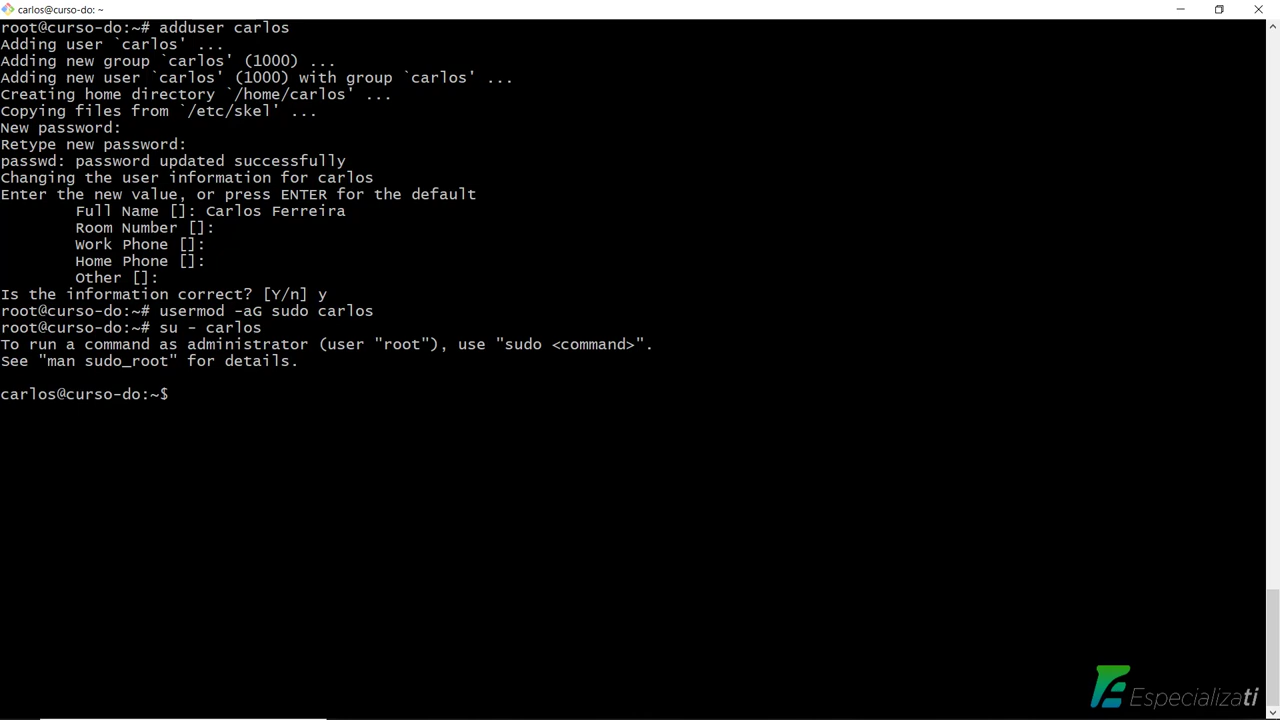 carlos@curso-do: ~
root@curso-do:~# adduser carlos
Adding user `carlos' ...
Adding new group `carlos' (1000) ...
Adding new user `carlos' (1000) with group `carlos' ...
Creating home directory `/home/carlos' ...
Copying files from `/etc/skel' ...
New password:
Retype new password:
passwd: password updated successfully
Changing the user information for carlos
Enter the new value, or press ENTER for the default
        Full Name []: Carlos Ferreira
        Room Number []:
        Work Phone []:
        Home Phone []:
        Other []:
Is the information correct? [Y/n] y
root@curso-do:~# usermod -aG sudo carlos
root@curso-do:~# su - carlos
To run a command as administrator (user "root"), use "sudo <command>".
See "man sudo_root" for details.
carlos@curso-do:~$
Especializati